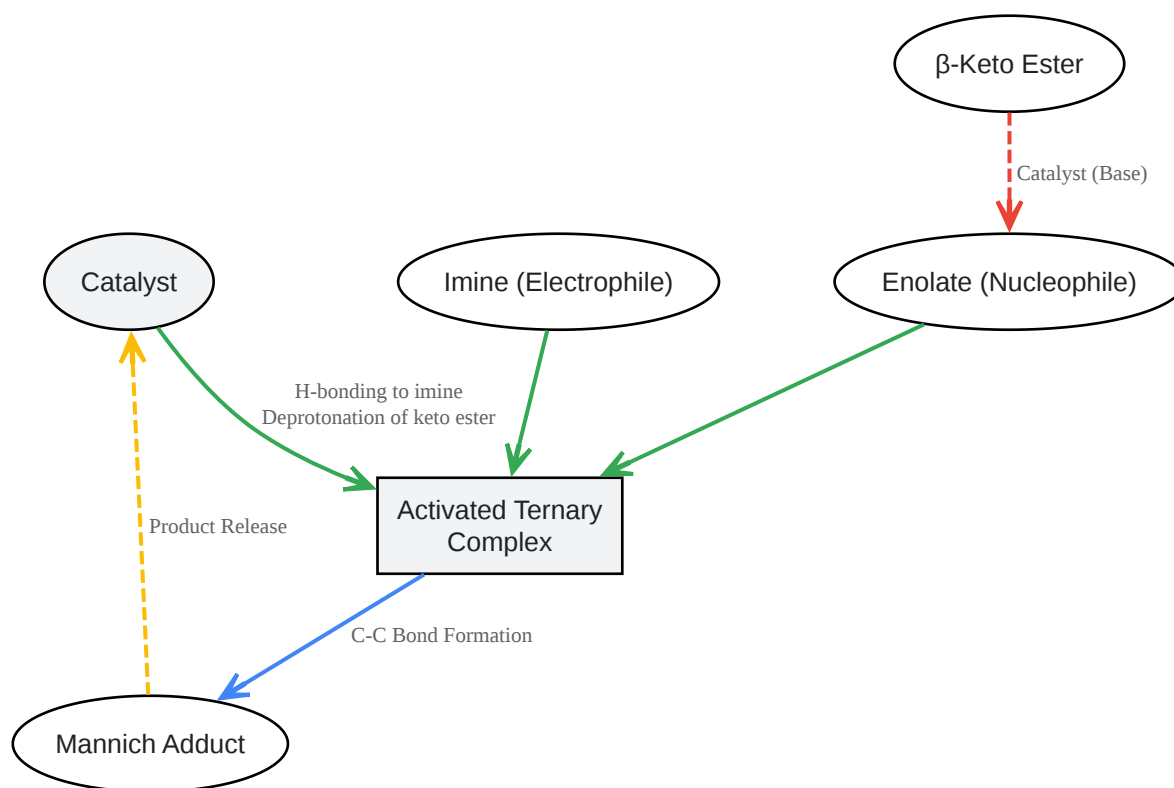 β-Keto Ester
Catalyst (Base)
Catalyst
Imine (Electrophile)
Enolate (Nucleophile)
H-bonding to imine
Deprotonation of keto ester
Activated Ternary
Complex
Product Release
C-C Bond Formation
Mannich Adduct